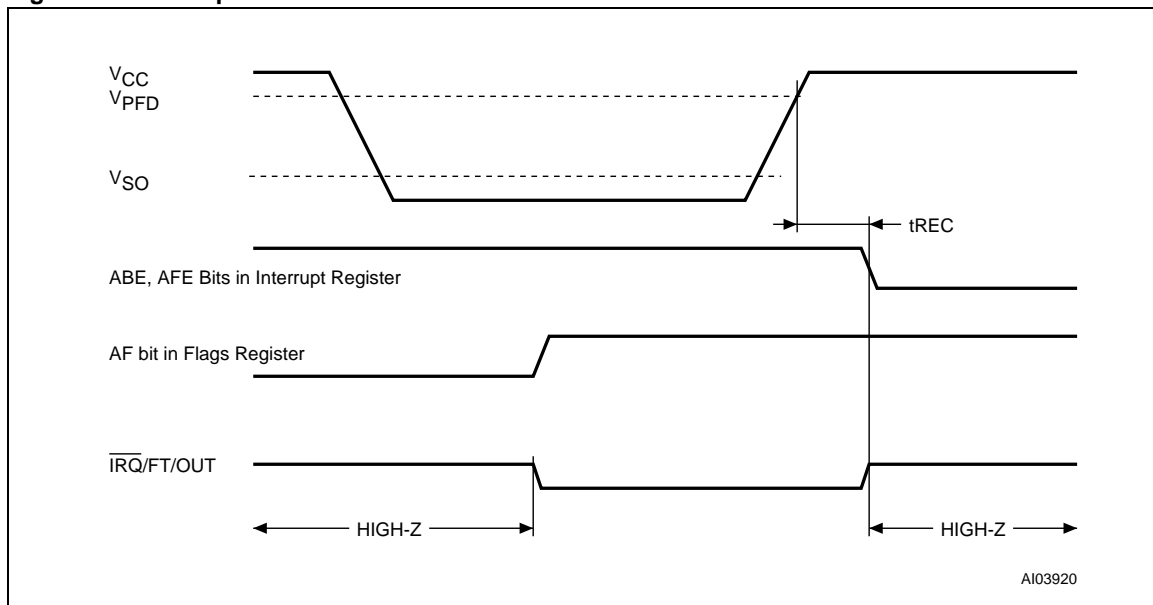 VCC
VPFD
VSO
tREC
ABE, AFE Bits in Interrupt Register
AF bit in Flags Register
IRQ/FT/OUT
HIGH-Z
HIGH-Z
AI03920